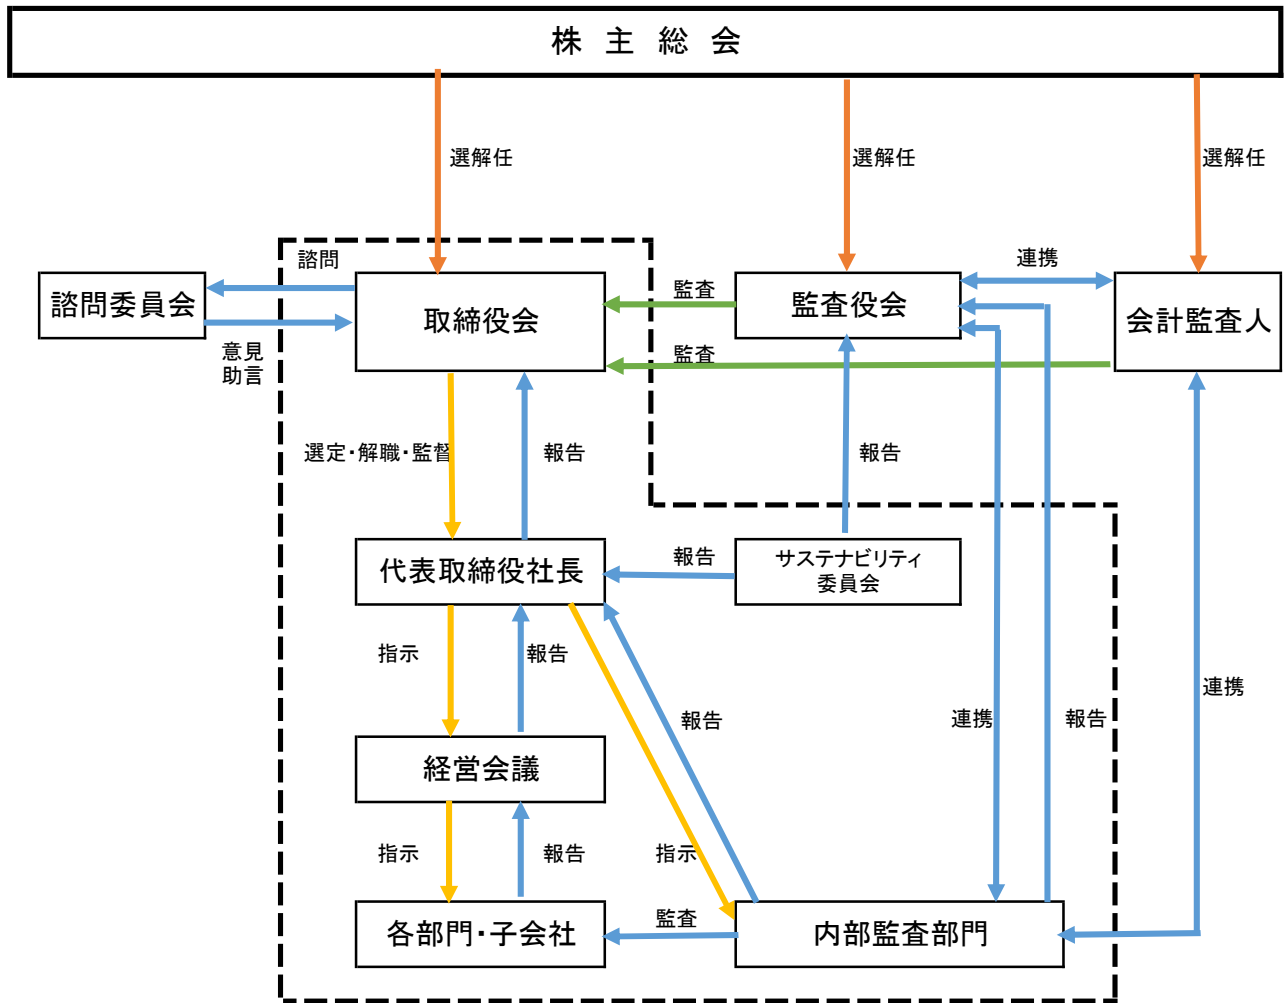 株 主 総 会
選解任
選解任
選解任
諮問
連携
諮問委員会
取締役会
監査
監査役会
会計監査人
意見
助言
監査
選定・解職・監督
報告
報告
代表取締役社長
報告
サステナビリティ
委員会
指示
報告
報告
連携
報告
連携
経営会議
指示
報告
指示
各部門・子会社
監査
内部監査部門